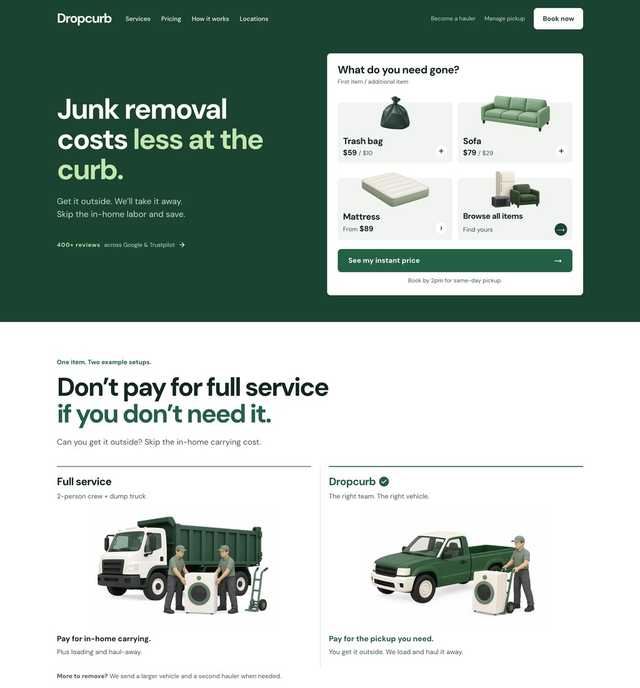 Dropcurb
Services
Pricing
How it works
Locations
Become a hauler
Manage pickup
Book now
Junk removal
costs less at the
curb.
Get it outside. We'll take it away.
Skip the in-home labor and save.
400+ reviews across Google & Trustpilot →
What do you need gone?
First item / additional item
Trash bag
$59 / $10
+
Sofa
$79 / $29
+
Mattress
From $89
Browse all items
Find yours
→
See my instant price →
Book by 2pm for same-day pickup
One item. Two example setups.
Don't pay for full service
if you don't need it.
Can you get it outside? Skip the in-home carrying cost.
Full service
2-person crew + dump truck
Pay for in-home carrying.
Plus loading and haul-away.
Dropcurb
The right team. The right vehicle.
Pay for the pickup you need.
You get it outside. We load and haul it away.
More to remove? We send a larger vehicle and a second hauler when needed.